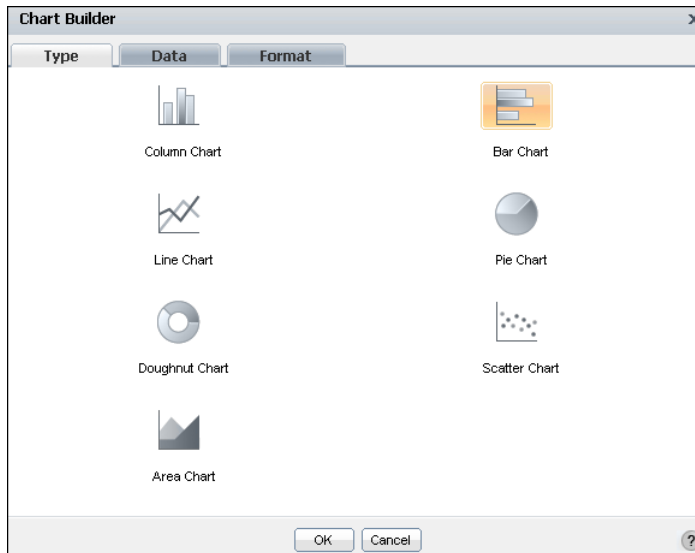 Chart Builder
Type Data Format
Column Chart Bar Chart
Line Chart Pie Chart
Doughnut Chart Scatter Chart
Area Chart
OK Cancel ?